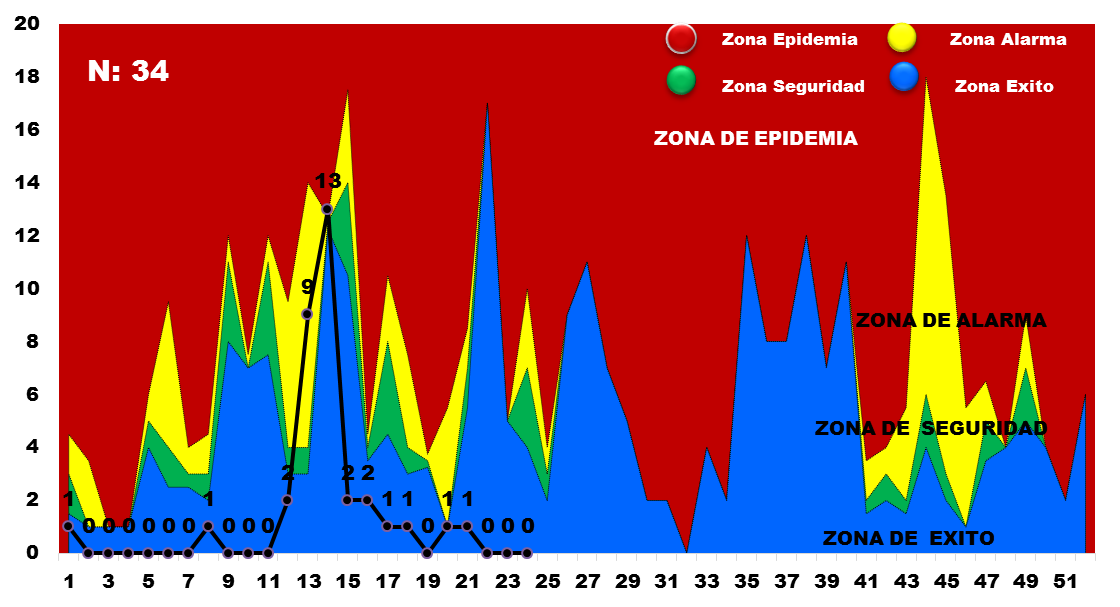 20
18
16
14
12
10
8
6
4
2
0
N: 34
Zona Epidemia
Zona Alarma
Zona Seguridad
Zona Exito
ZONA DE EPIDEMIA
ZONA DE ALARMA
ZONA DE SEGURIDAD
ZONA DE EXITO
1 0 0 0 0 0 0 1 0 0 0 2 9 13 2 2 1 1 0 1 1 0 0 0
1 3 5 7 9 11 13 15 17 19 21 23 25 27 29 31 33 35 37 39 41 43 45 47 49 51